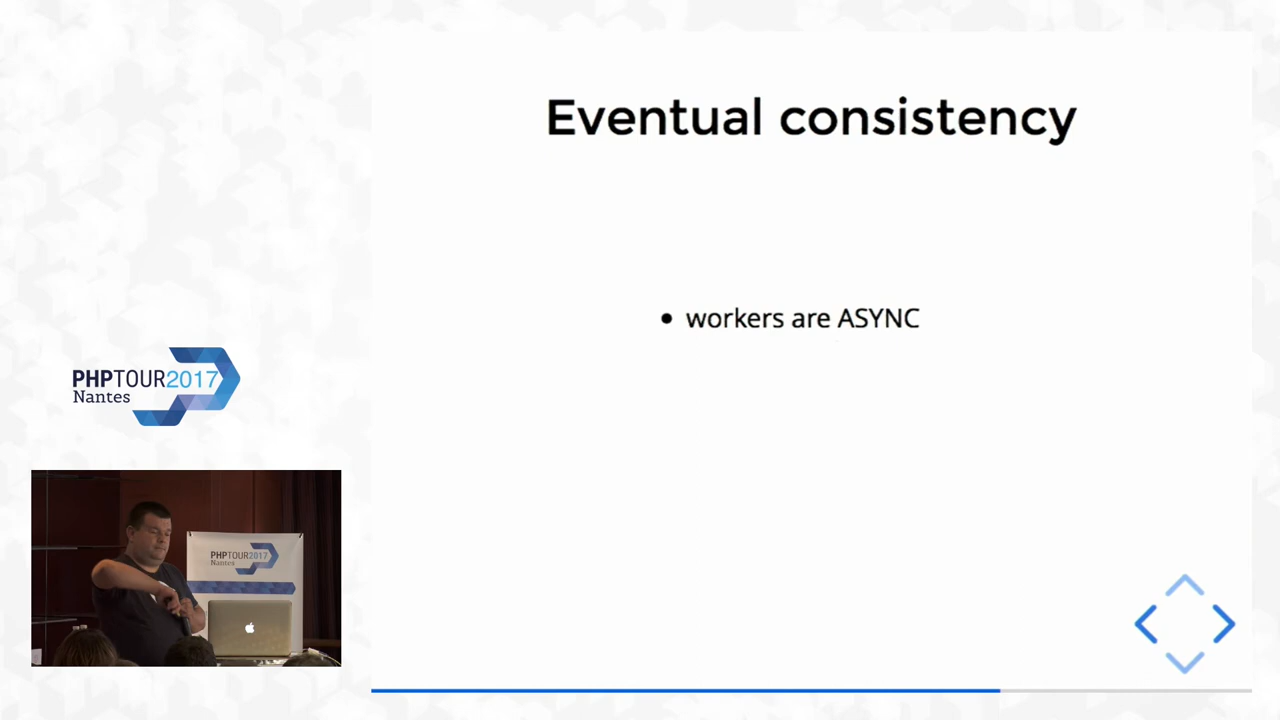 Eventual consistency
• workers are ASYNC
PHPTOUR2017
Nantes
PHPTOUR2017
Nantes